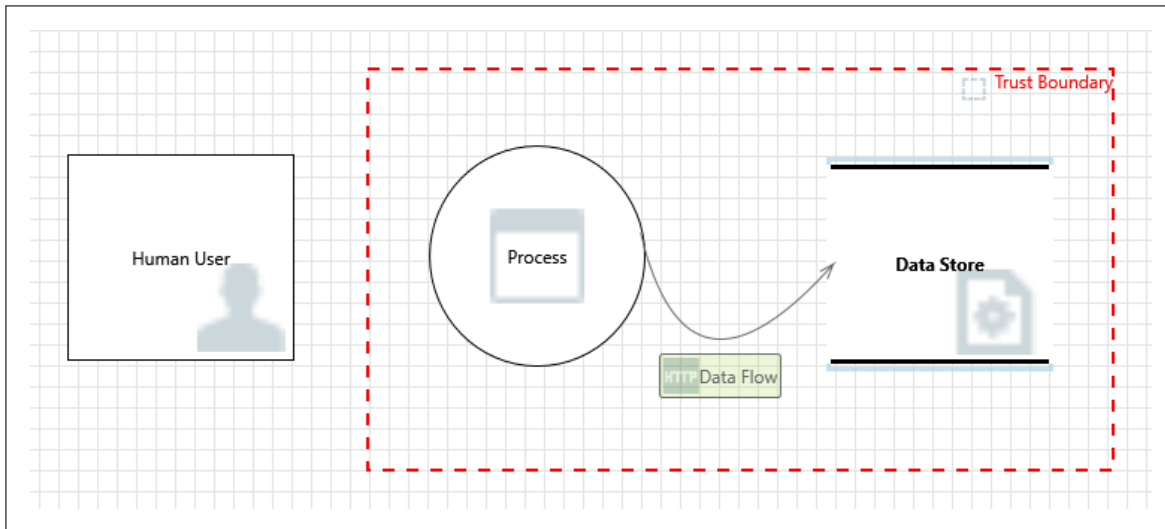 Trust Boundary
Human User
Process
Data Store
HTTP Data Flow